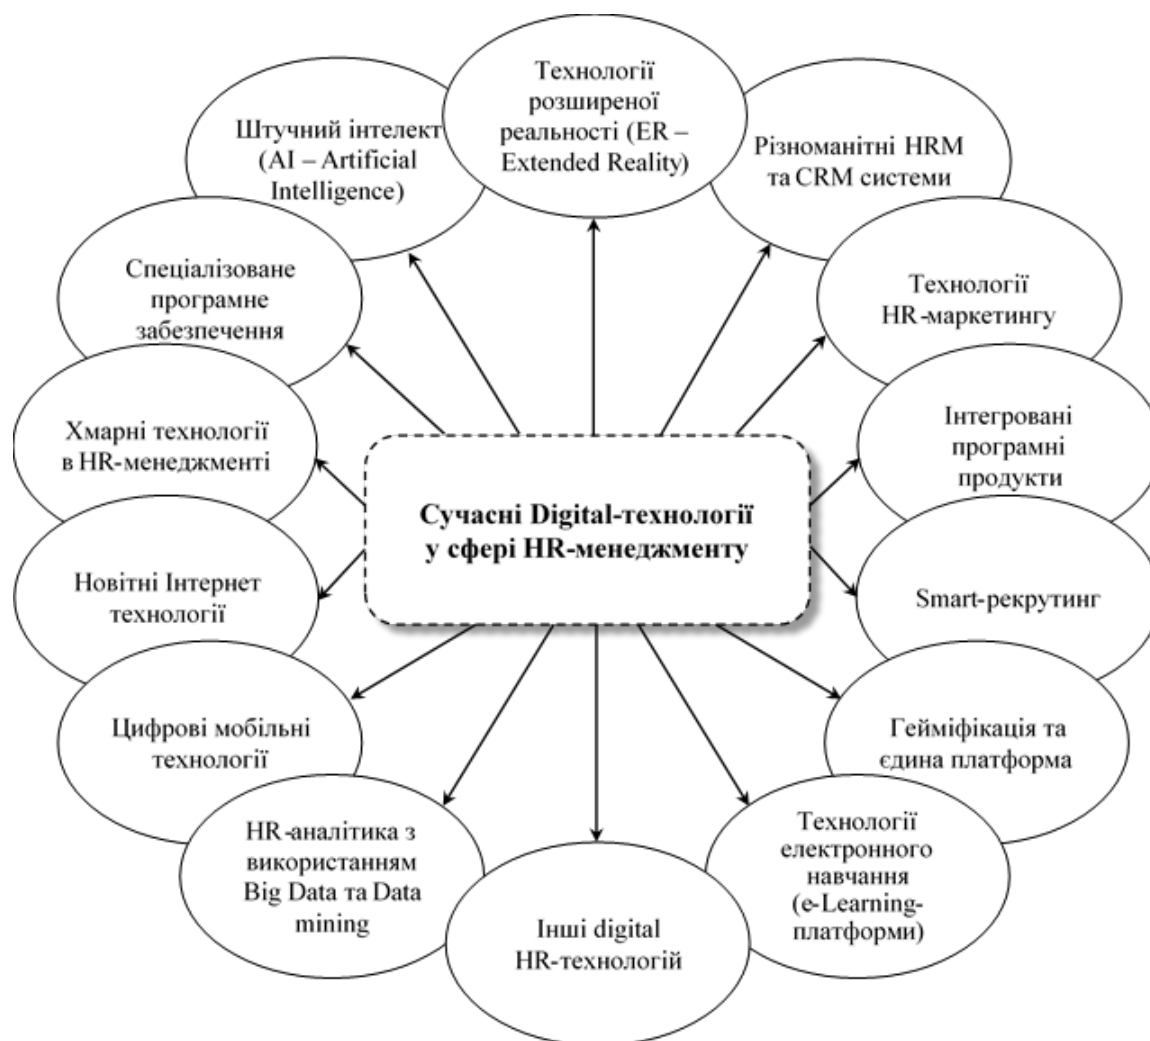 Технології
розширеної
реальності (ER –
Extended Reality)
Різноманітні HRM
та CRM системи
Технології
HR-маркетингу
Інтегровані
програмні
продукти
Smart-рекрутинг
Гейміфікація та
єдина платформа
Технології
електронного
навчання
(e-Learning-
платформи)
Інші digital
HR-технологій
HR-аналітика з
використанням
Big Data та Data
mining
Цифрові мобільні
технології
Новітні Інтернет
технології
Хмарні технології
в HR-менеджменті
Спеціалізоване
програмне
забезпечення
Штучний інтелект
(AI – Artificial
Intelligence)
Сучасні Digital-технології
у сфері HR-менеджменту